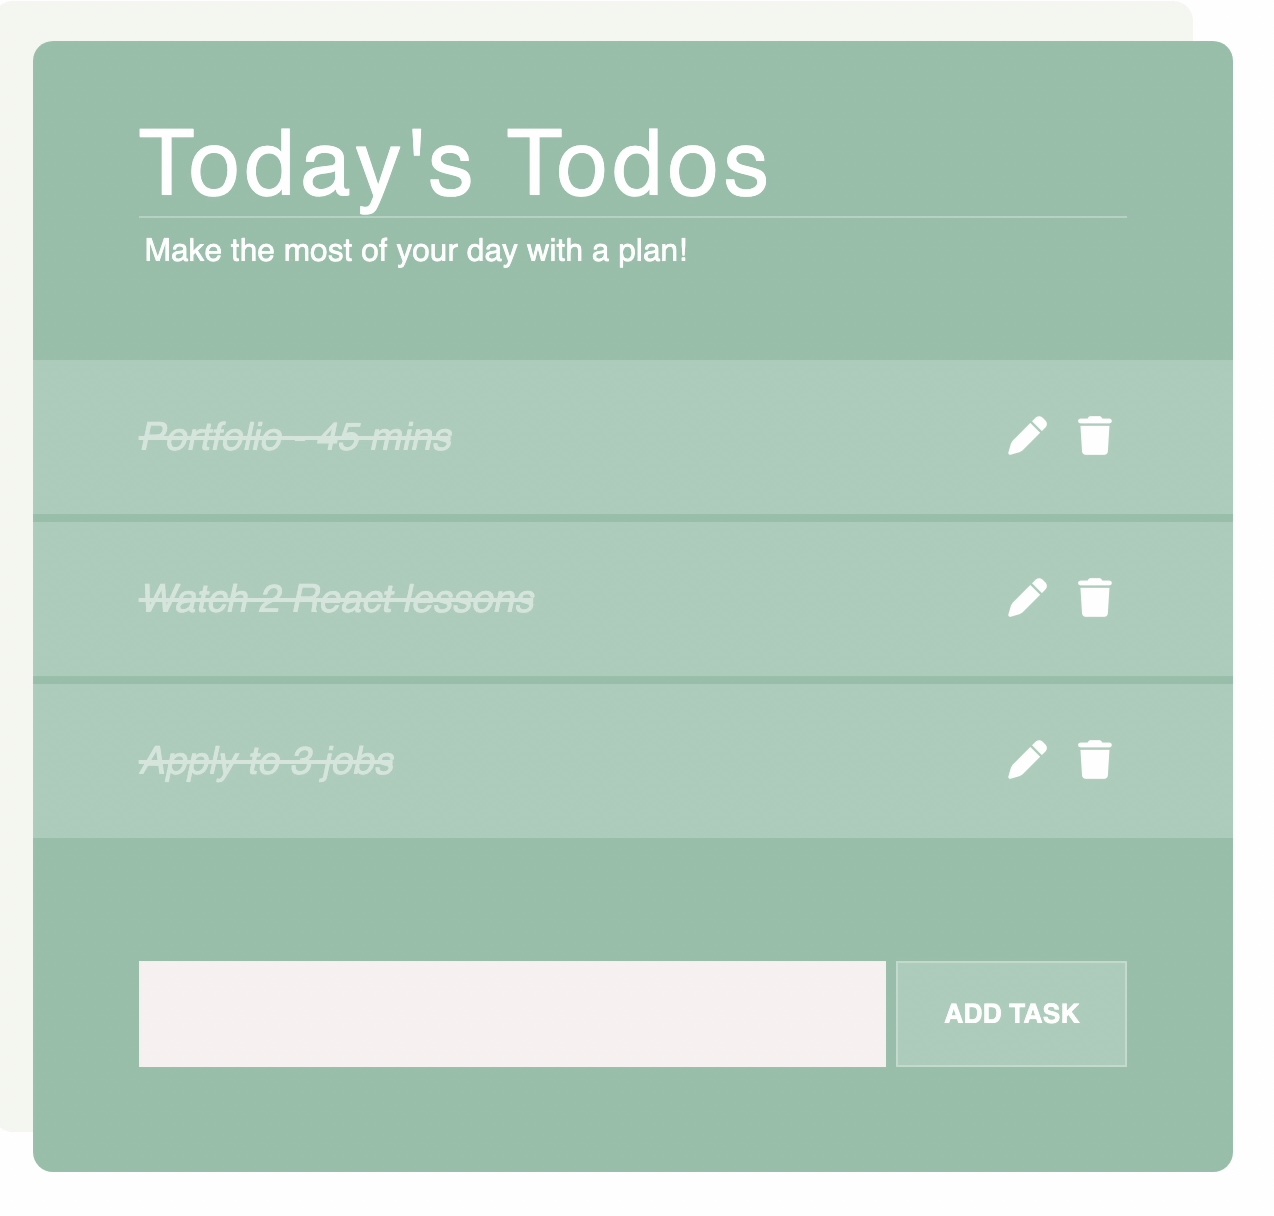 Today's Todos
Make the most of your day with a plan!
Portfolio - 45 mins
Watch 2 React lessons
Apply to 3 jobs
ADD TASK